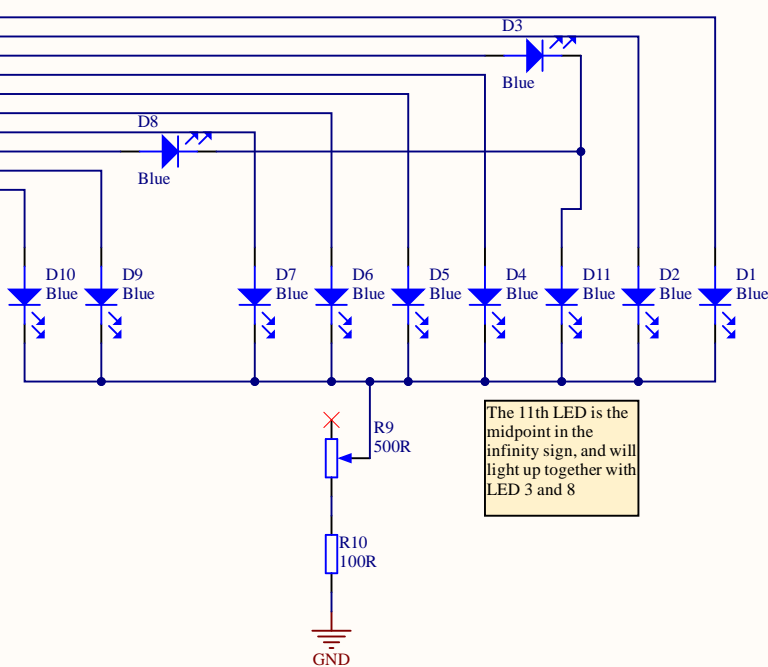 D3
Blue
D8
Blue
D10
Blue
D9
Blue
D7
Blue
D6
Blue
D5
Blue
D4
Blue
D11
Blue
D2
Blue
D1
Blue
The 11th LED is the
midpoint in the
infinity sign, and will
light up together with
LED 3 and 8
R9
500R
R10
100R
GND